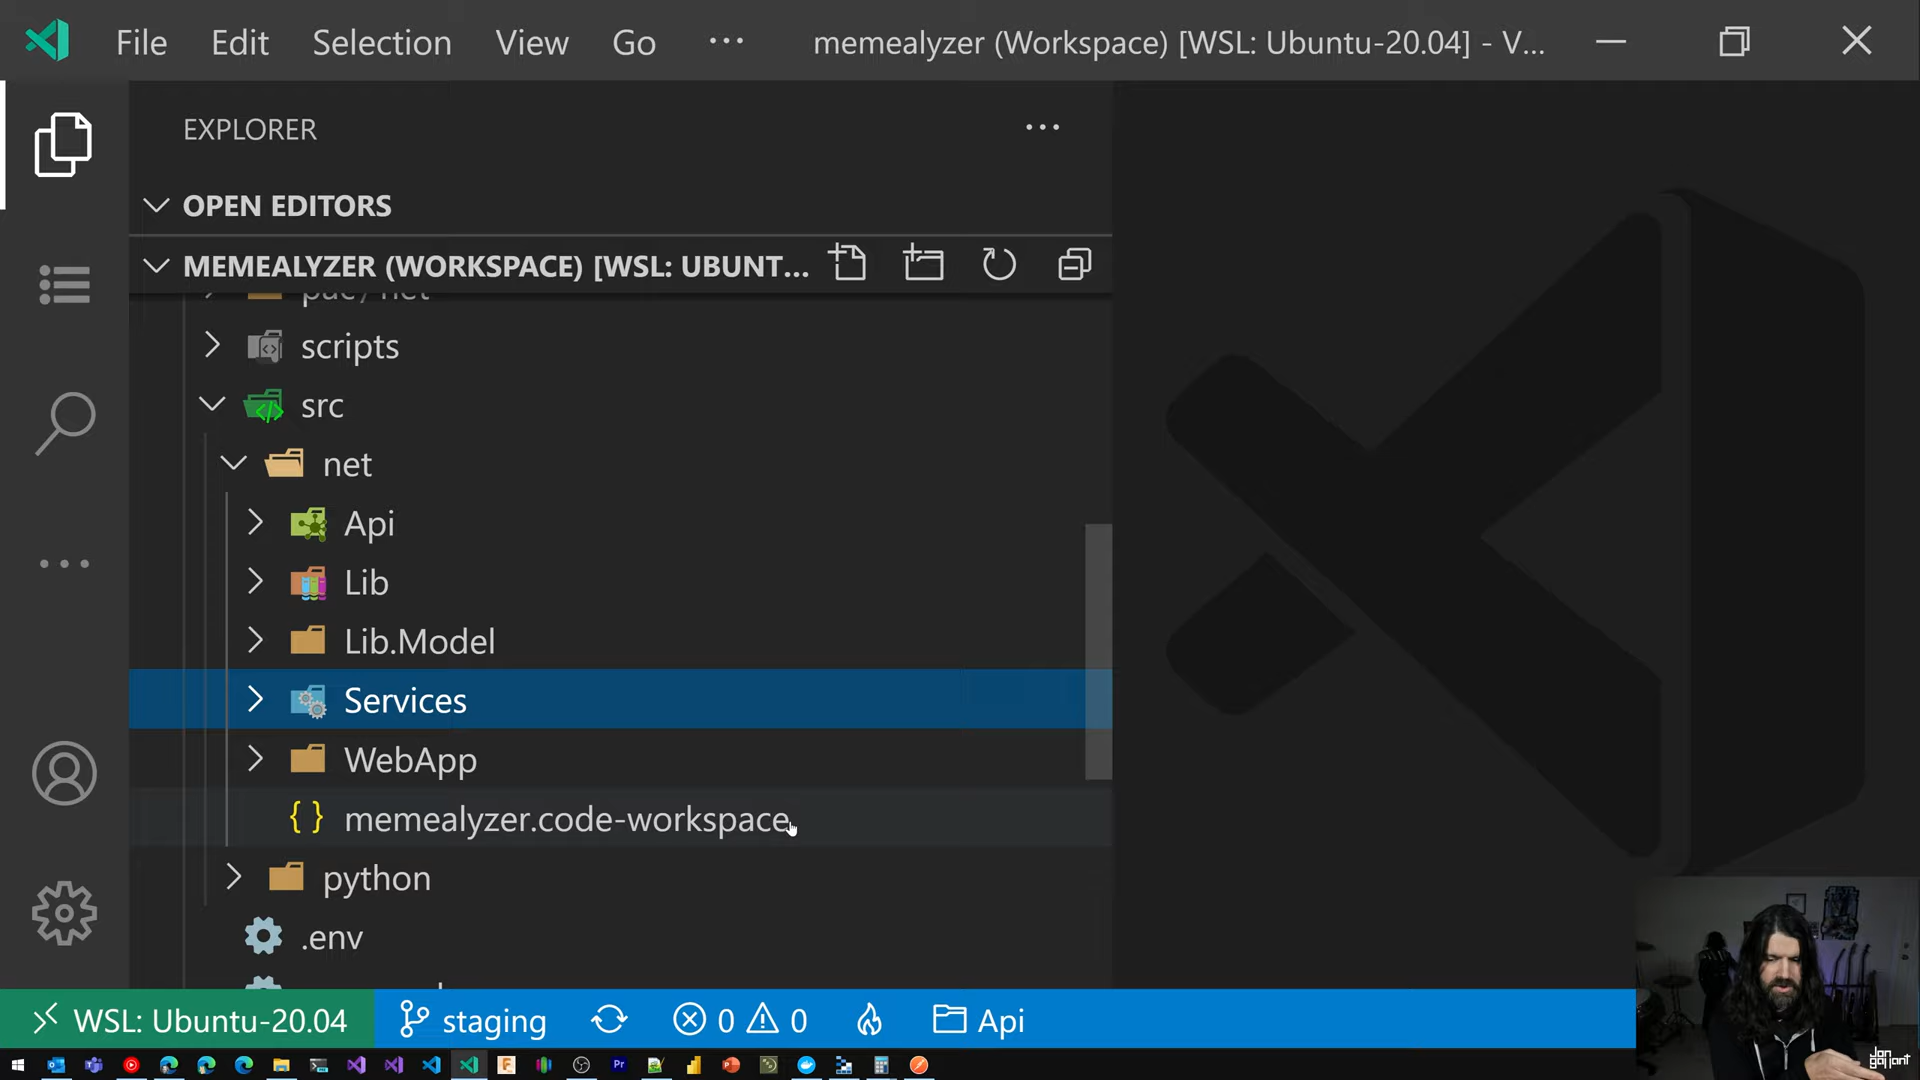 File Edit Selection View Go ··· memealyzer (Workspace) [WSL: Ubuntu-20.04] - V...
EXPLORER
OPEN EDITORS
MEMEALYZER (WORKSPACE) [WSL: UBUNT...
scripts
src
net
Api
Lib
Lib.Model
Services
WebApp
{ } memealyzer.code-workspace
python
.env
WSL: Ubuntu-20.04 staging 0 0 Api
Pr